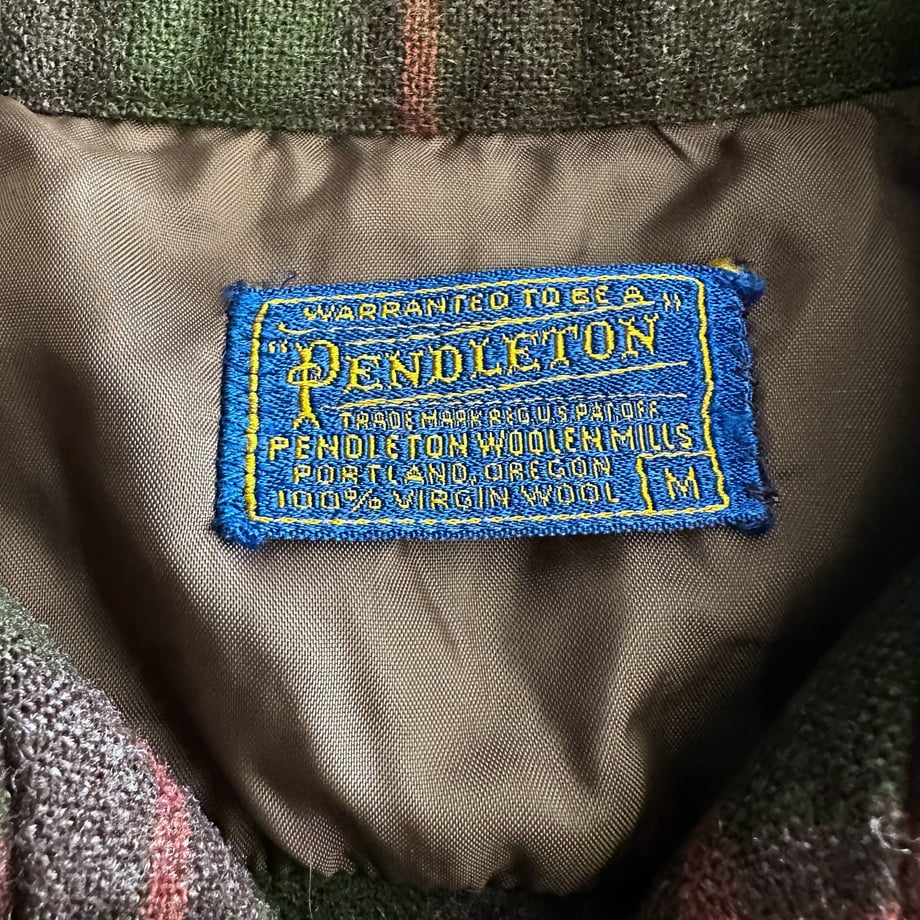 WARRANTED TO BE A
"PENDLETON"
TRADE MARK REG. U.S. PAT. OFF.
PENDLETON WOOLEN MILLS
PORTLAND, OREGON
100% VIRGIN WOOL
M